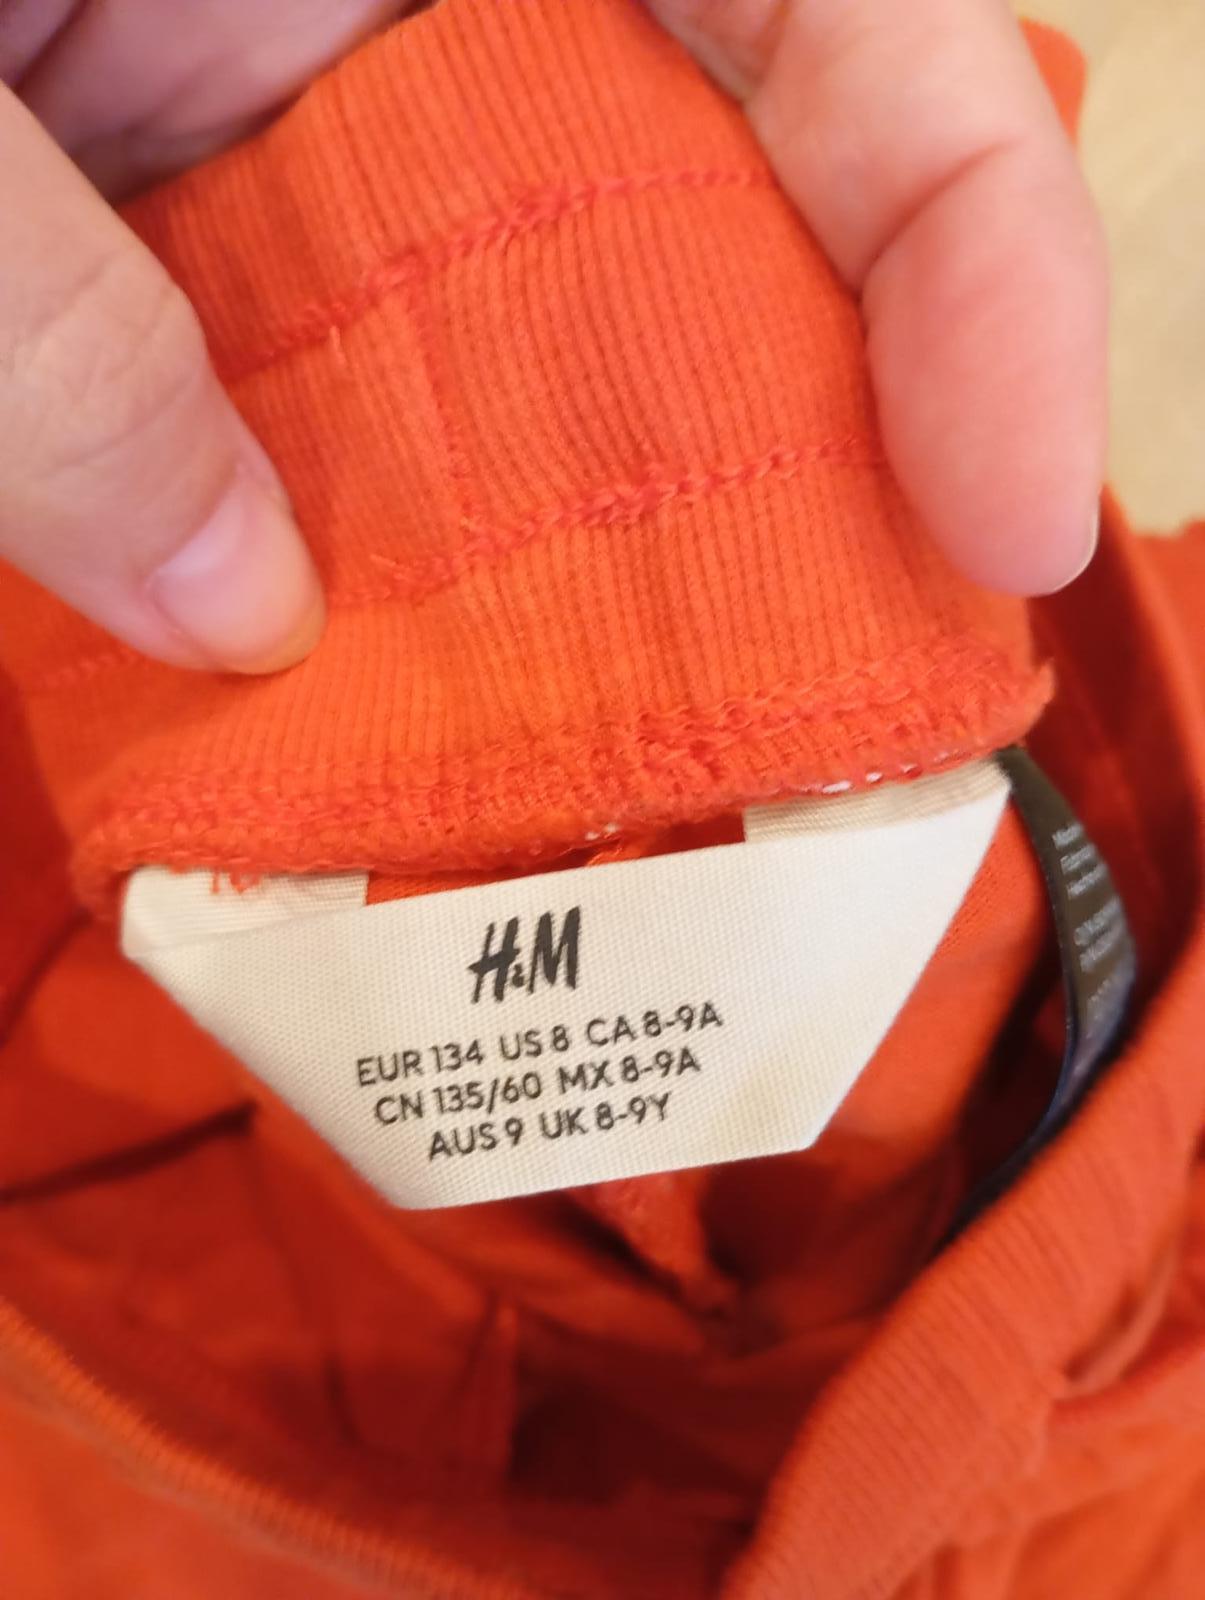 H&M
EUR 134 US 8 CA 8-9A
CN 135/60 MX 8-9A
AUS 9 UK 8-9Y